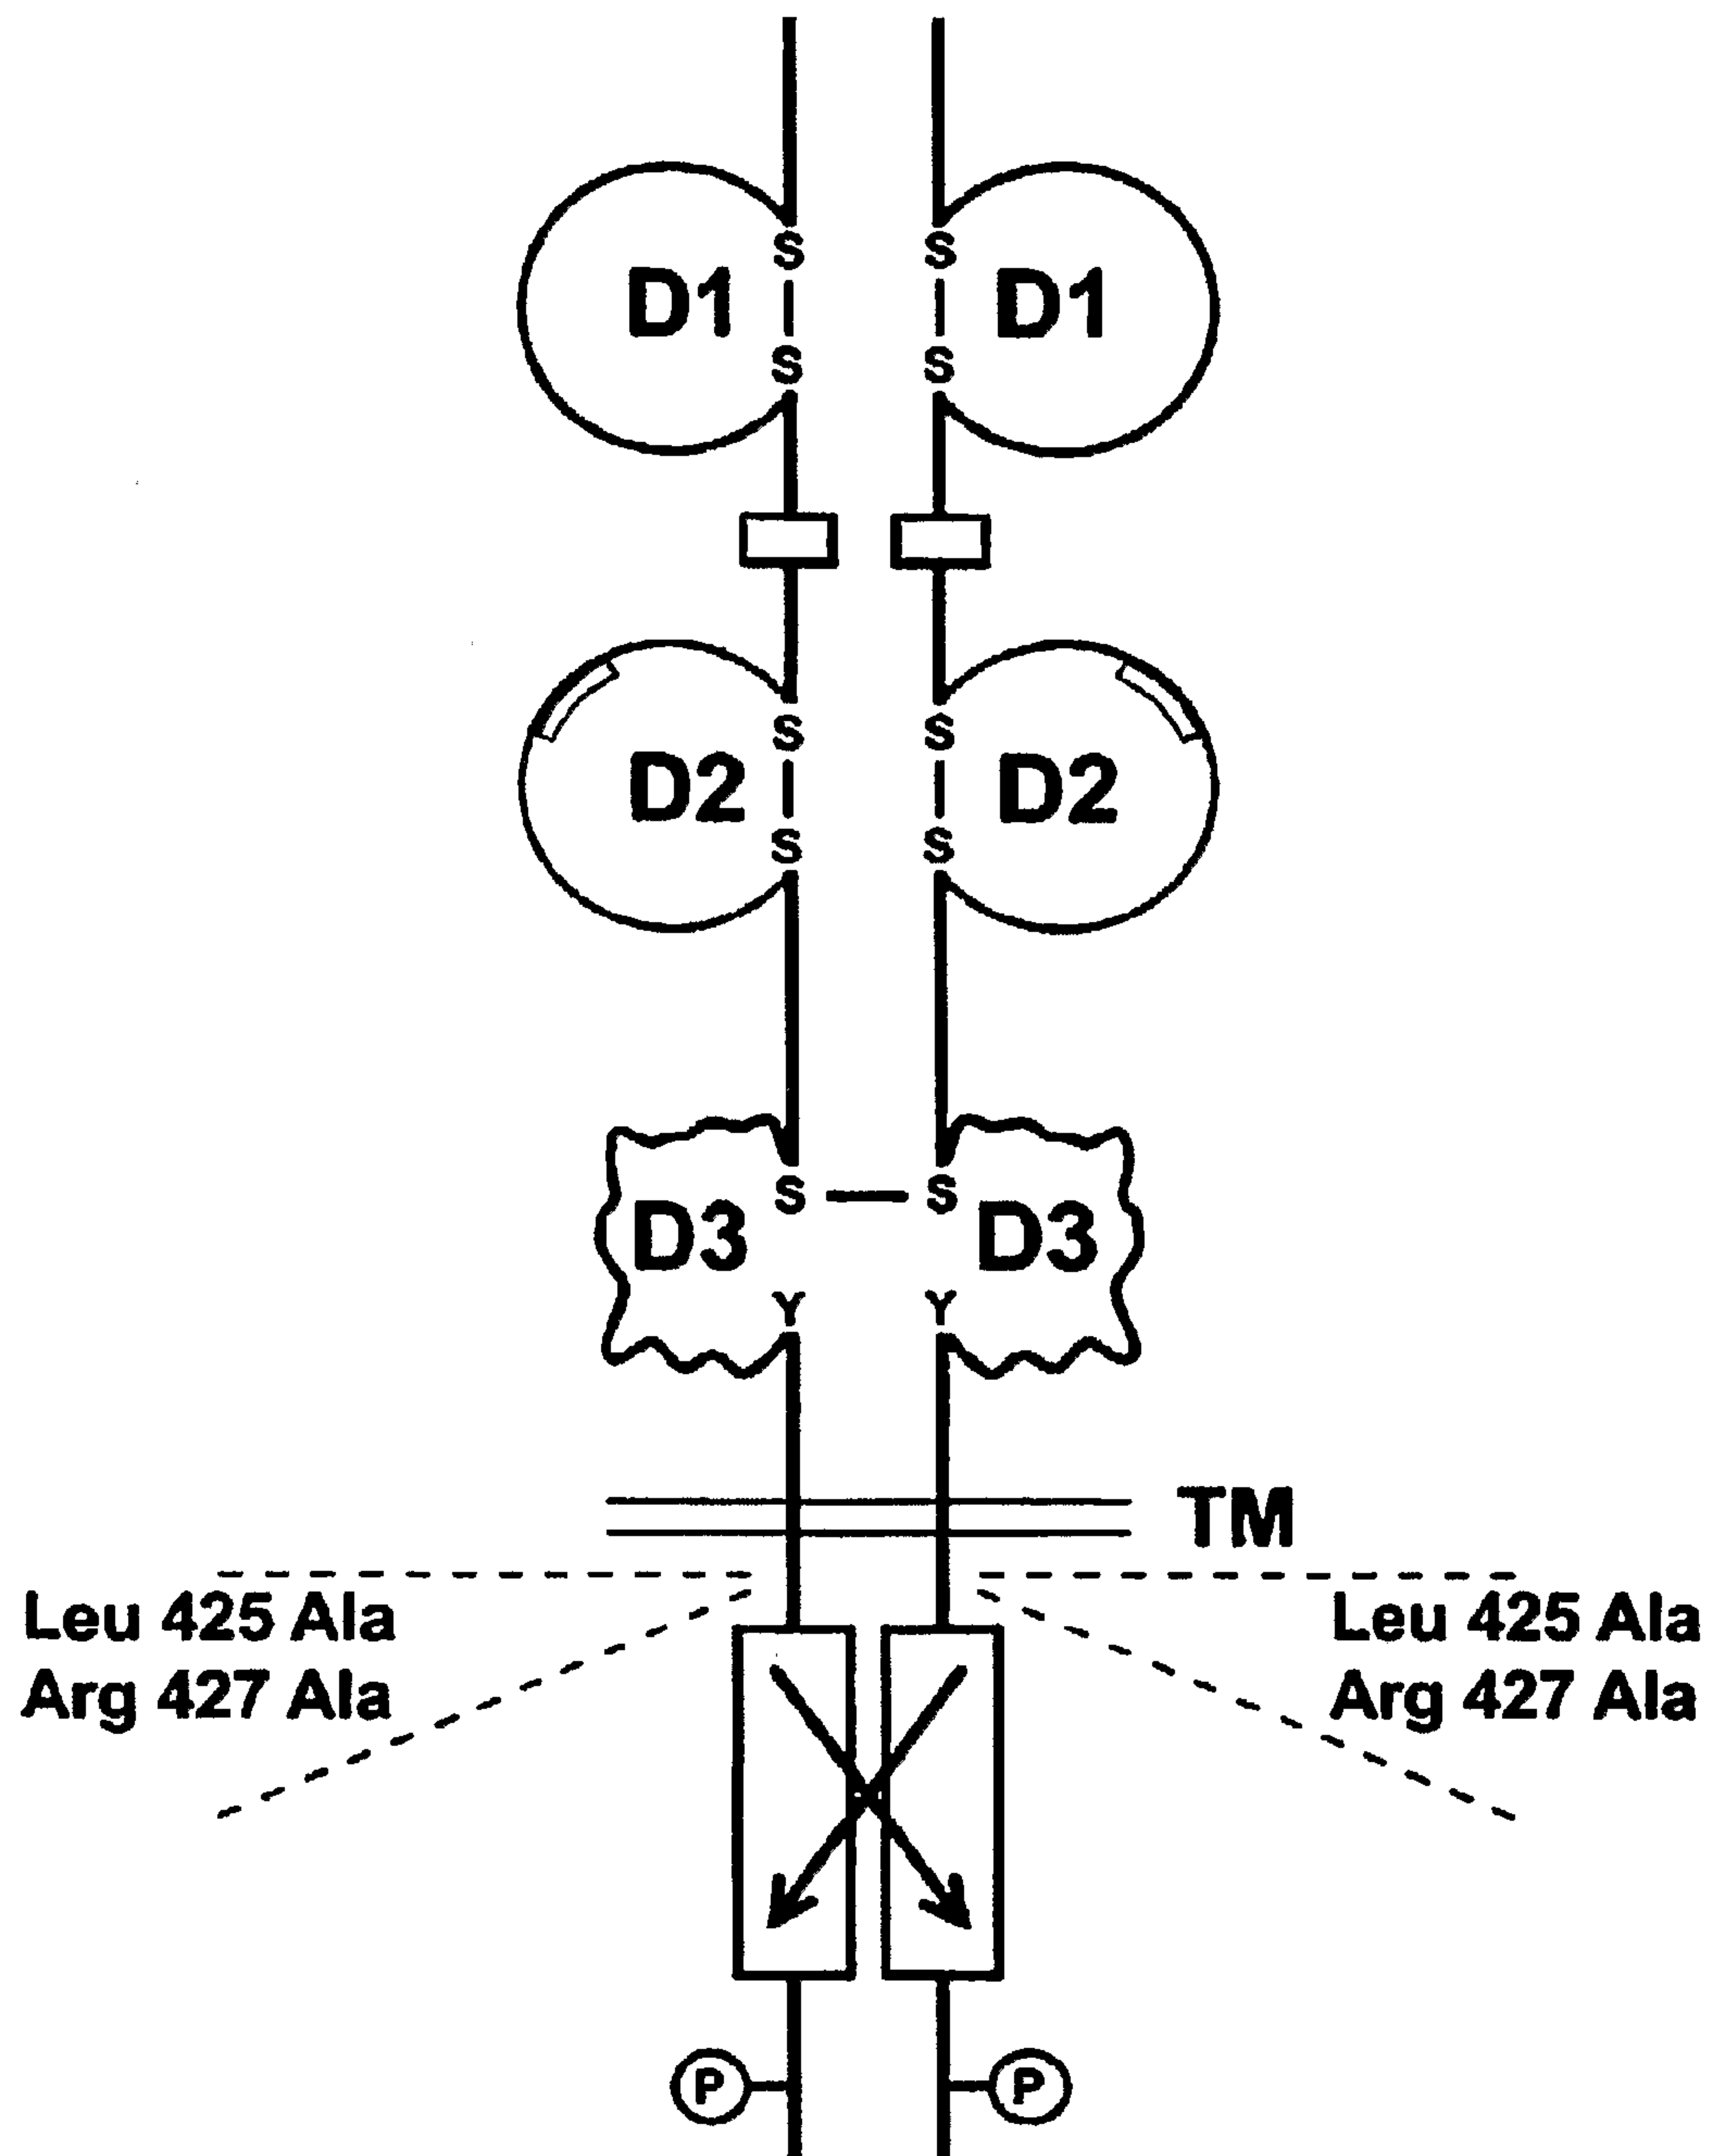 S S
D1 D1
S S
S S
D2 D2
S S
S — S
D3 D3
Y Y
TM
Leu 425 Ala Leu 425 Ala
Arg 427 Ala Arg 427 Ala
P P